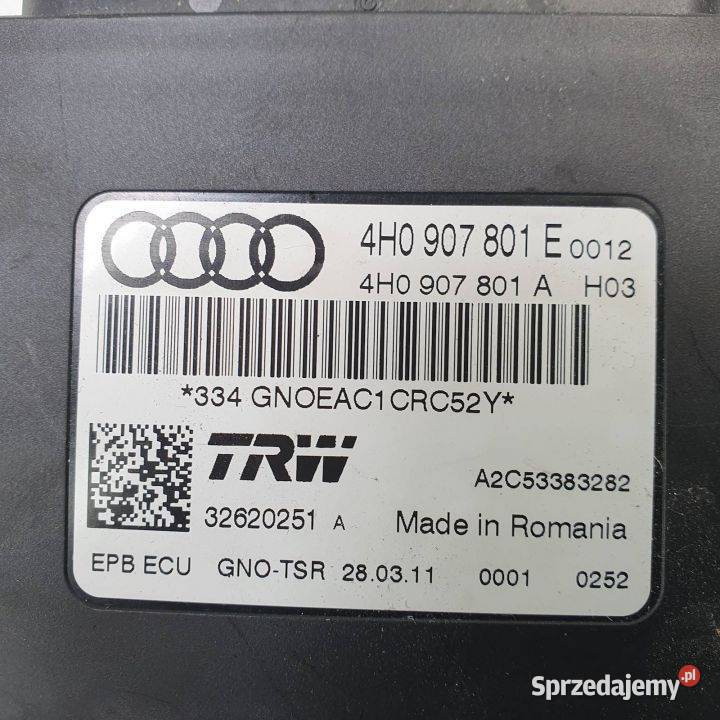 4H0 907 801 E 0012
4H0 907 801 A H03
*334 GNOEAC1CRC52Y*
TRW
A2C53383282
32620251 A Made in Romania
EPB ECU GNO-TSR 28.03.11 0001 0252
Sprzedajemy.pl